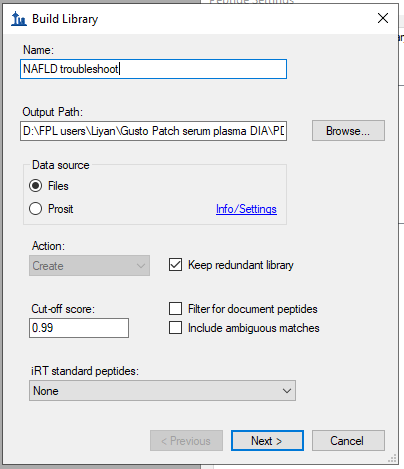 Peptide Settings
Build Library
Name:
NAFLD troubleshoot
Output Path:
D:\FPL users\Liyan\Gusto Patch serum plasma DIA\PD
Browse...
Data source
Files
Prosit
Info/Settings
Action:
Create
Keep redundant library
Cut-off score:
0.99
Filter for document peptides
Include ambiguous matches
iRT standard peptides:
None
< Previous
Next >
Cancel